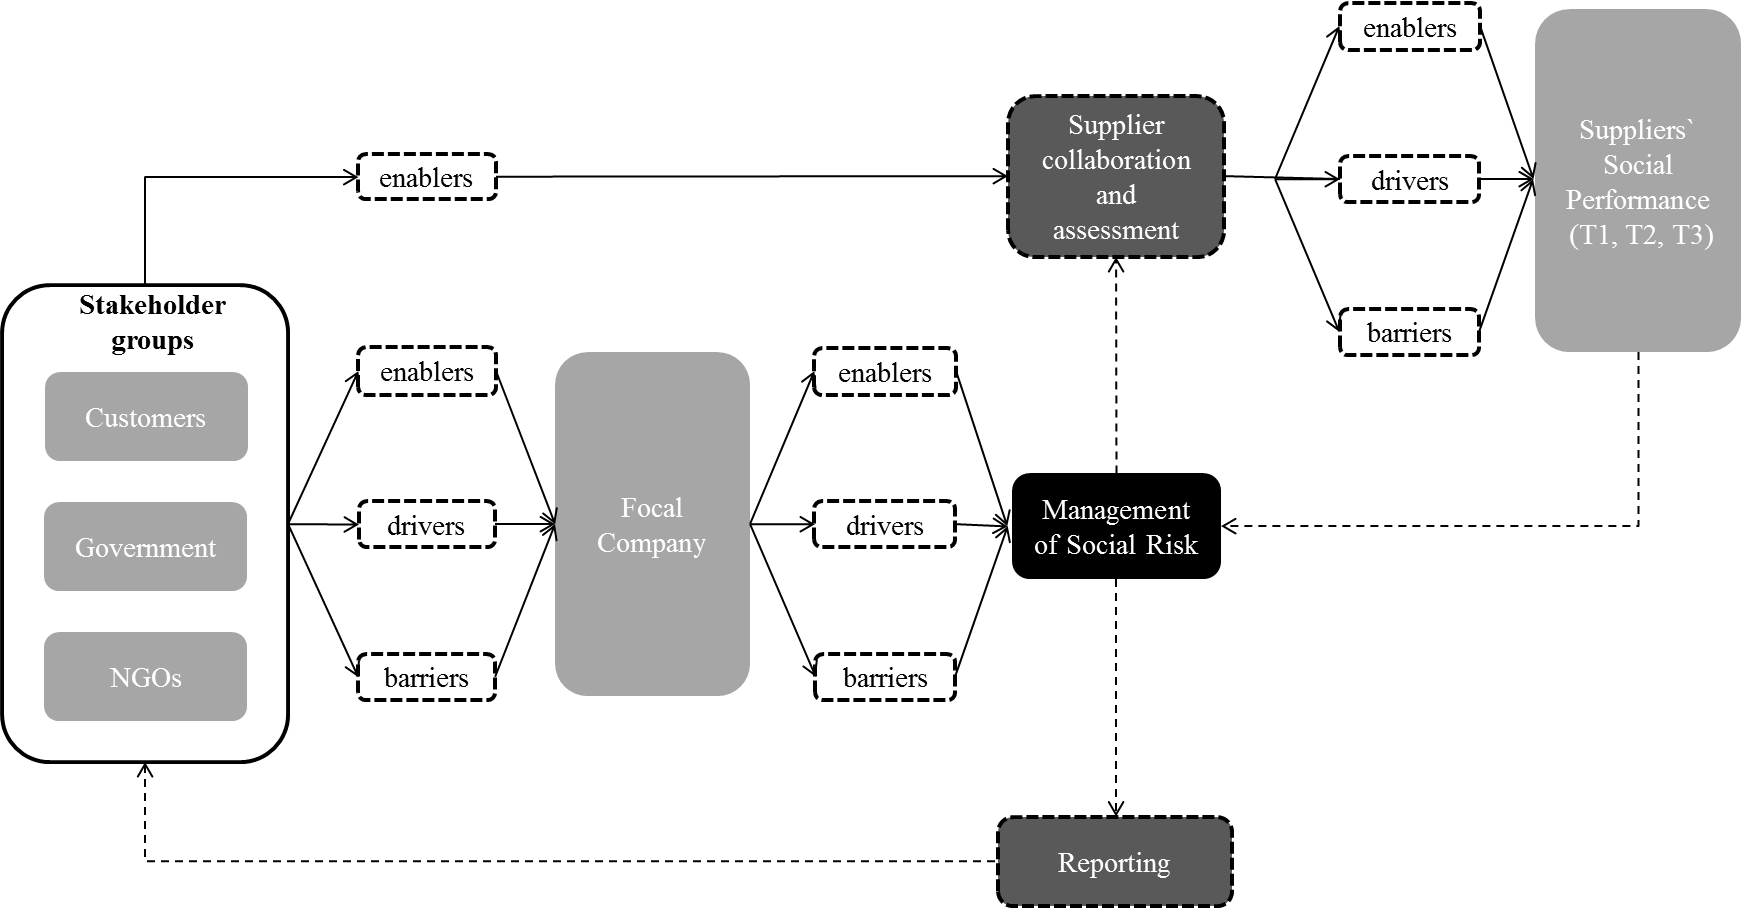 enablers
Supplier
collaboration
and
assessment
enablers
drivers
barriers
Suppliers`
Social
Performance
(T1, T2, T3)
Stakeholder
groups
Customers
Government
NGOs
enablers
drivers
barriers
Focal
Company
enablers
drivers
barriers
Management
of Social Risk
Reporting